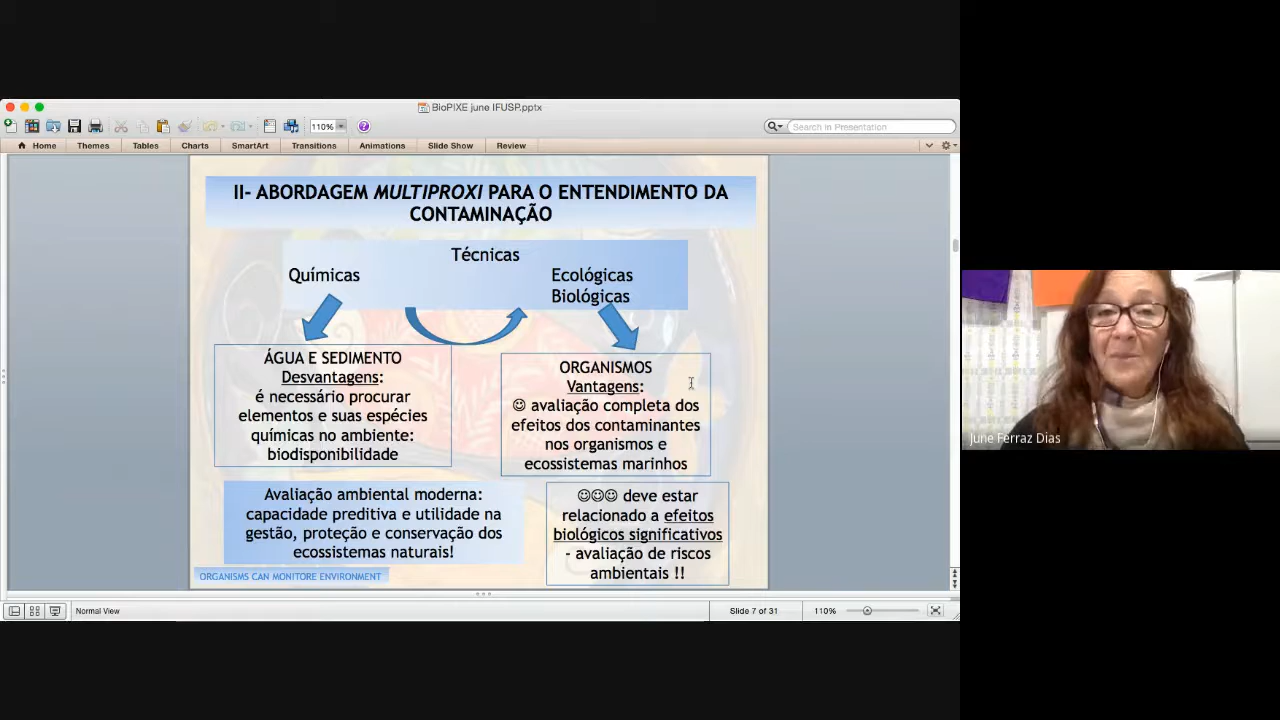 BioPIXE june IFUSP.pptx
110%
Search in Presentation
Home Themes Tables Charts SmartArt Transitions Animations Slide Show Review
II- ABORDAGEM MULTIPROXI PARA O ENTENDIMENTO DA
CONTAMINAÇÃO
Técnicas
Químicas
Ecológicas
Biológicas
ÁGUA E SEDIMENTO
Desvantagens:
é necessário procurar
elementos e suas espécies
químicas no ambiente:
biodisponibilidade
ORGANISMOS
Vantagens:
☺ avaliação completa dos
efeitos dos contaminantes
nos organismos e
ecossistemas marinhos
Avaliação ambiental moderna:
capacidade preditiva e utilidade na
gestão, proteção e conservação dos
ecossistemas naturais!
☺☺☺ deve estar
relacionado a efeitos
biológicos significativos
- avaliação de riscos
ambientais !!
ORGANISMS CAN MONITORE ENVIRONMENT
Normal View
Slide 7 of 31
110%
June Ferraz Dias